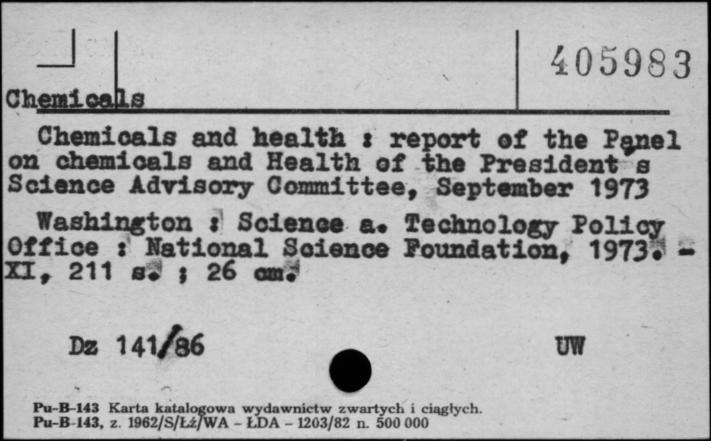 405983
Chemicals
Chemicals and health : report of the Panel
on chemicals and Health of the President s
Science Advisory Committee, September 1973
Washington : Science a. Technology Policy
Office : National Science Foundation, 1973. -
XI, 211 s. ; 26 cm.
Dz 141/86 UW
Pu-B-143 Karta katalogowa wydawnictw zwartych i ciągłych.
Pu-B-143, z. 1962/S/Łź/WA - ŁDA - 1203/82 n. 500 000